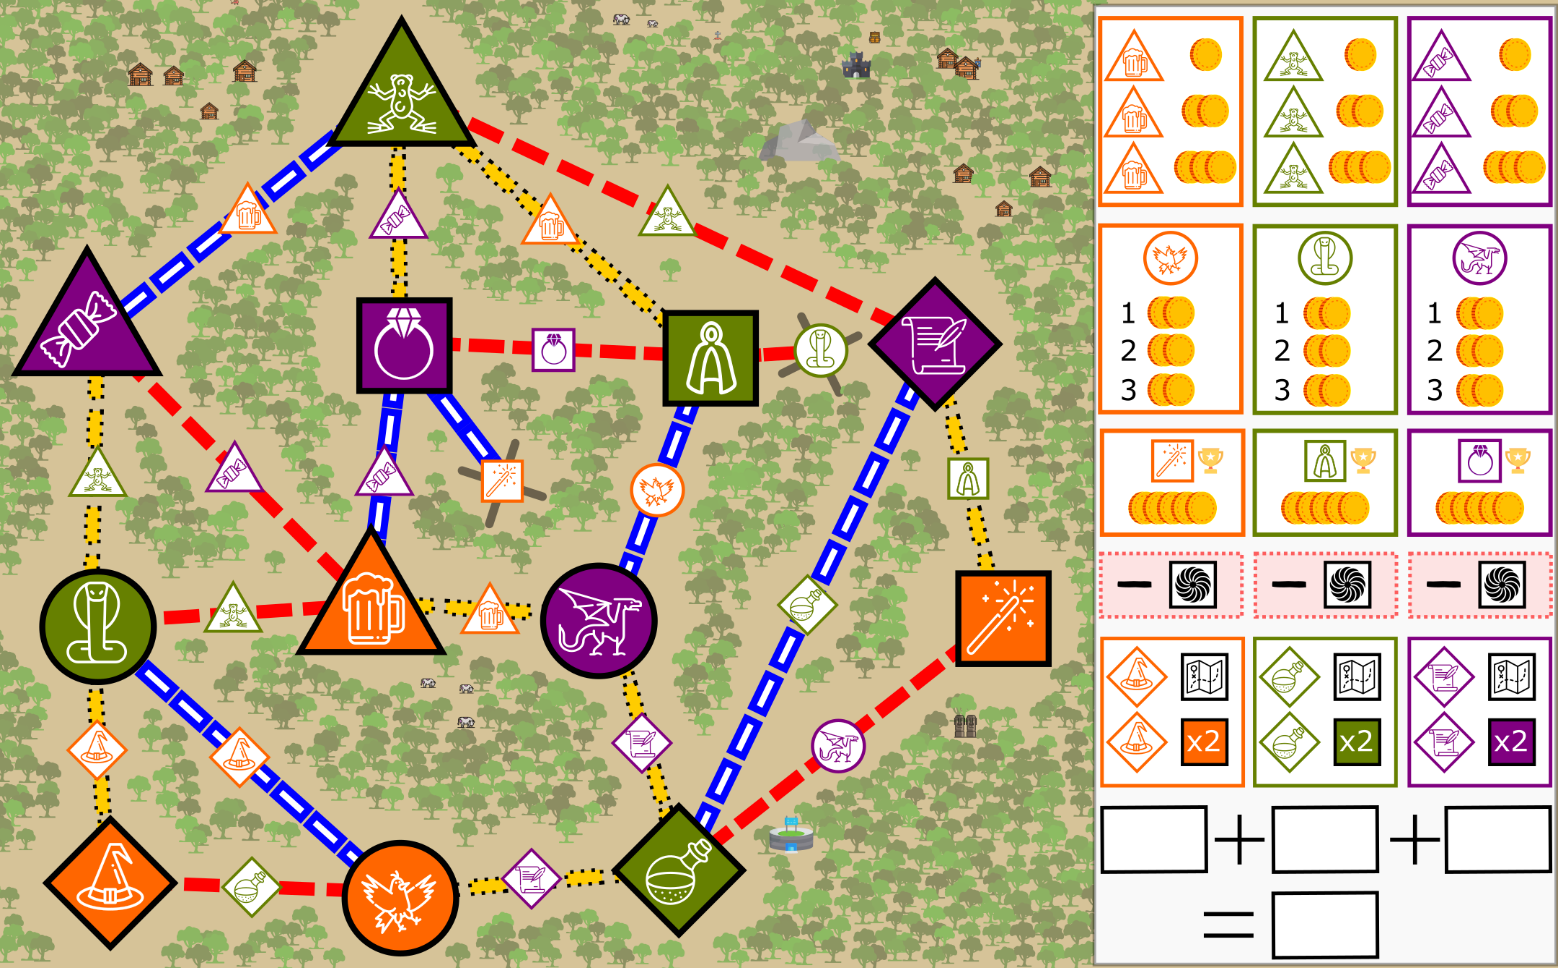 1 1 1
2 2 2
3 3 3
− − −
x2 x2 x2
+ +
=